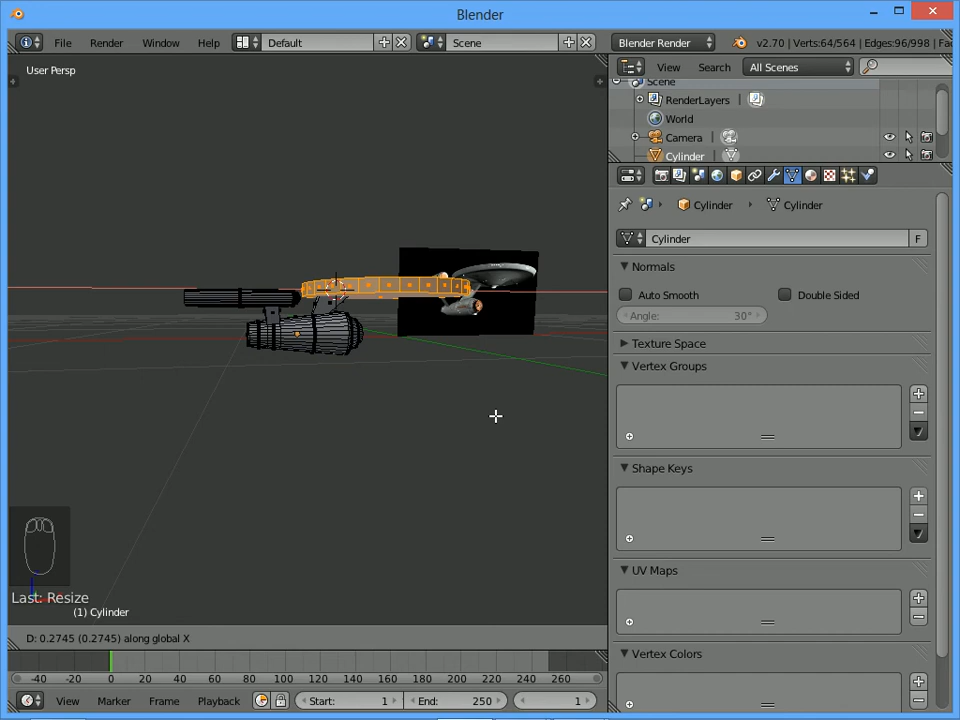 Blender
File Render Window Help Default Scene Blender Render v2.70 | Verts:64/564 | Edges:96/998 | Fac
User Persp
View Search All Scenes
Scene
RenderLayers
World
Camera
Cylinder
Cylinder Cylinder
Cylinder F
Normals
Auto Smooth Double Sided
Angle: 30°
Texture Space
Vertex Groups
Shape Keys
UV Maps
Vertex Colors
Last: Resize
(1) Cylinder
D: 0.2745 (0.2745) along global X
-40 -20 0 20 40 60 80 100 120 140 160 180 200 220 240 260
View Marker Frame Playback Start: 1 End: 250 1